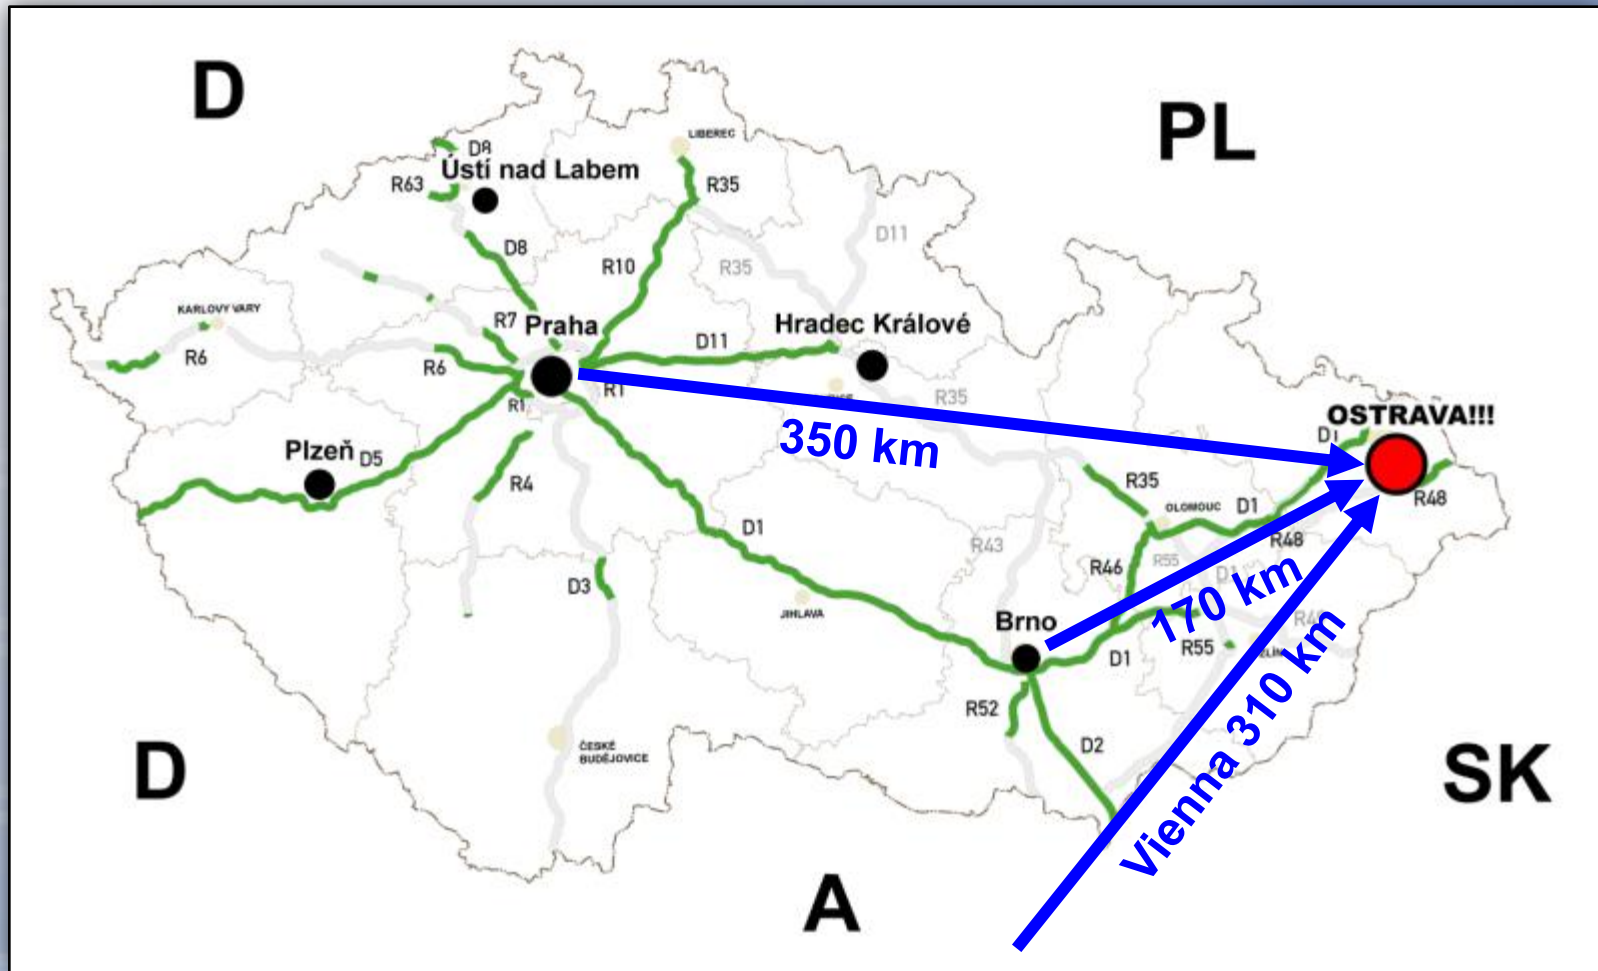 D
PL
LIBEREC
D8
Ústí nad Labem
R63
R35
D8
D11
R10
R35
KARLOVY VARY
R7
Praha
Hradec Králové
D11
R6
R6
R1
R1
R35
OSTRAVA!!!
350 km
D1
Plzeň
D5
R4
R35
OLOMOUC
D1
R48
D1
R43
R48
R55
R46
D1
D3
170 km
JIHLAVA
Brno
R55
D1
R52
Vienna 310 km
D2
ČESKÉ
BUDĚJOVICE
D
SK
A